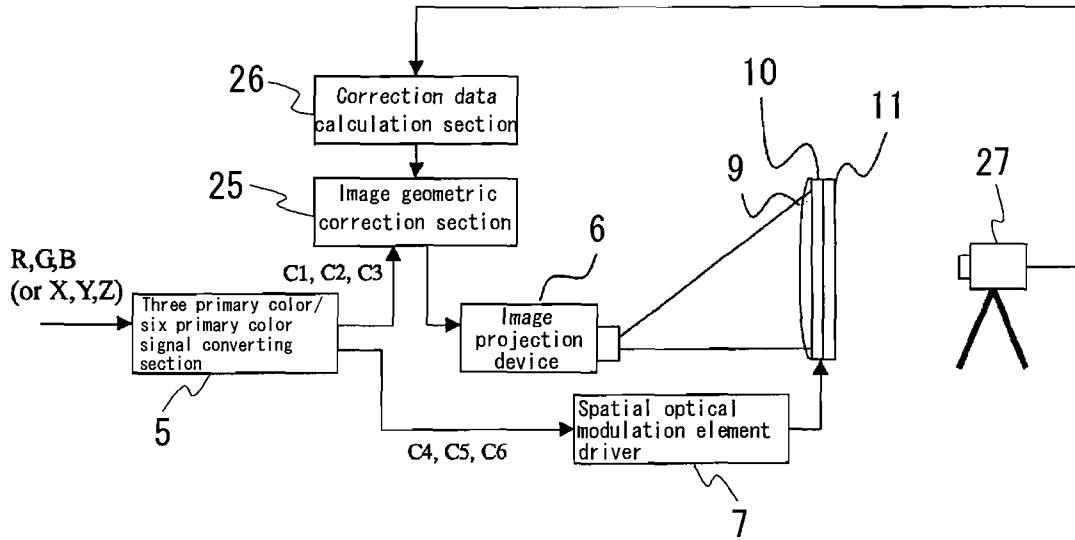 26
Correction data
calculation section
25
Image geometric
correction section
10
11
9
27
6
R,G,B
(or X,Y,Z)
C1, C2, C3
Three primary color/
six primary color
signal converting
section
5
Image
projection
device
C4, C5, C6
Spatial optical
modulation element
driver
7